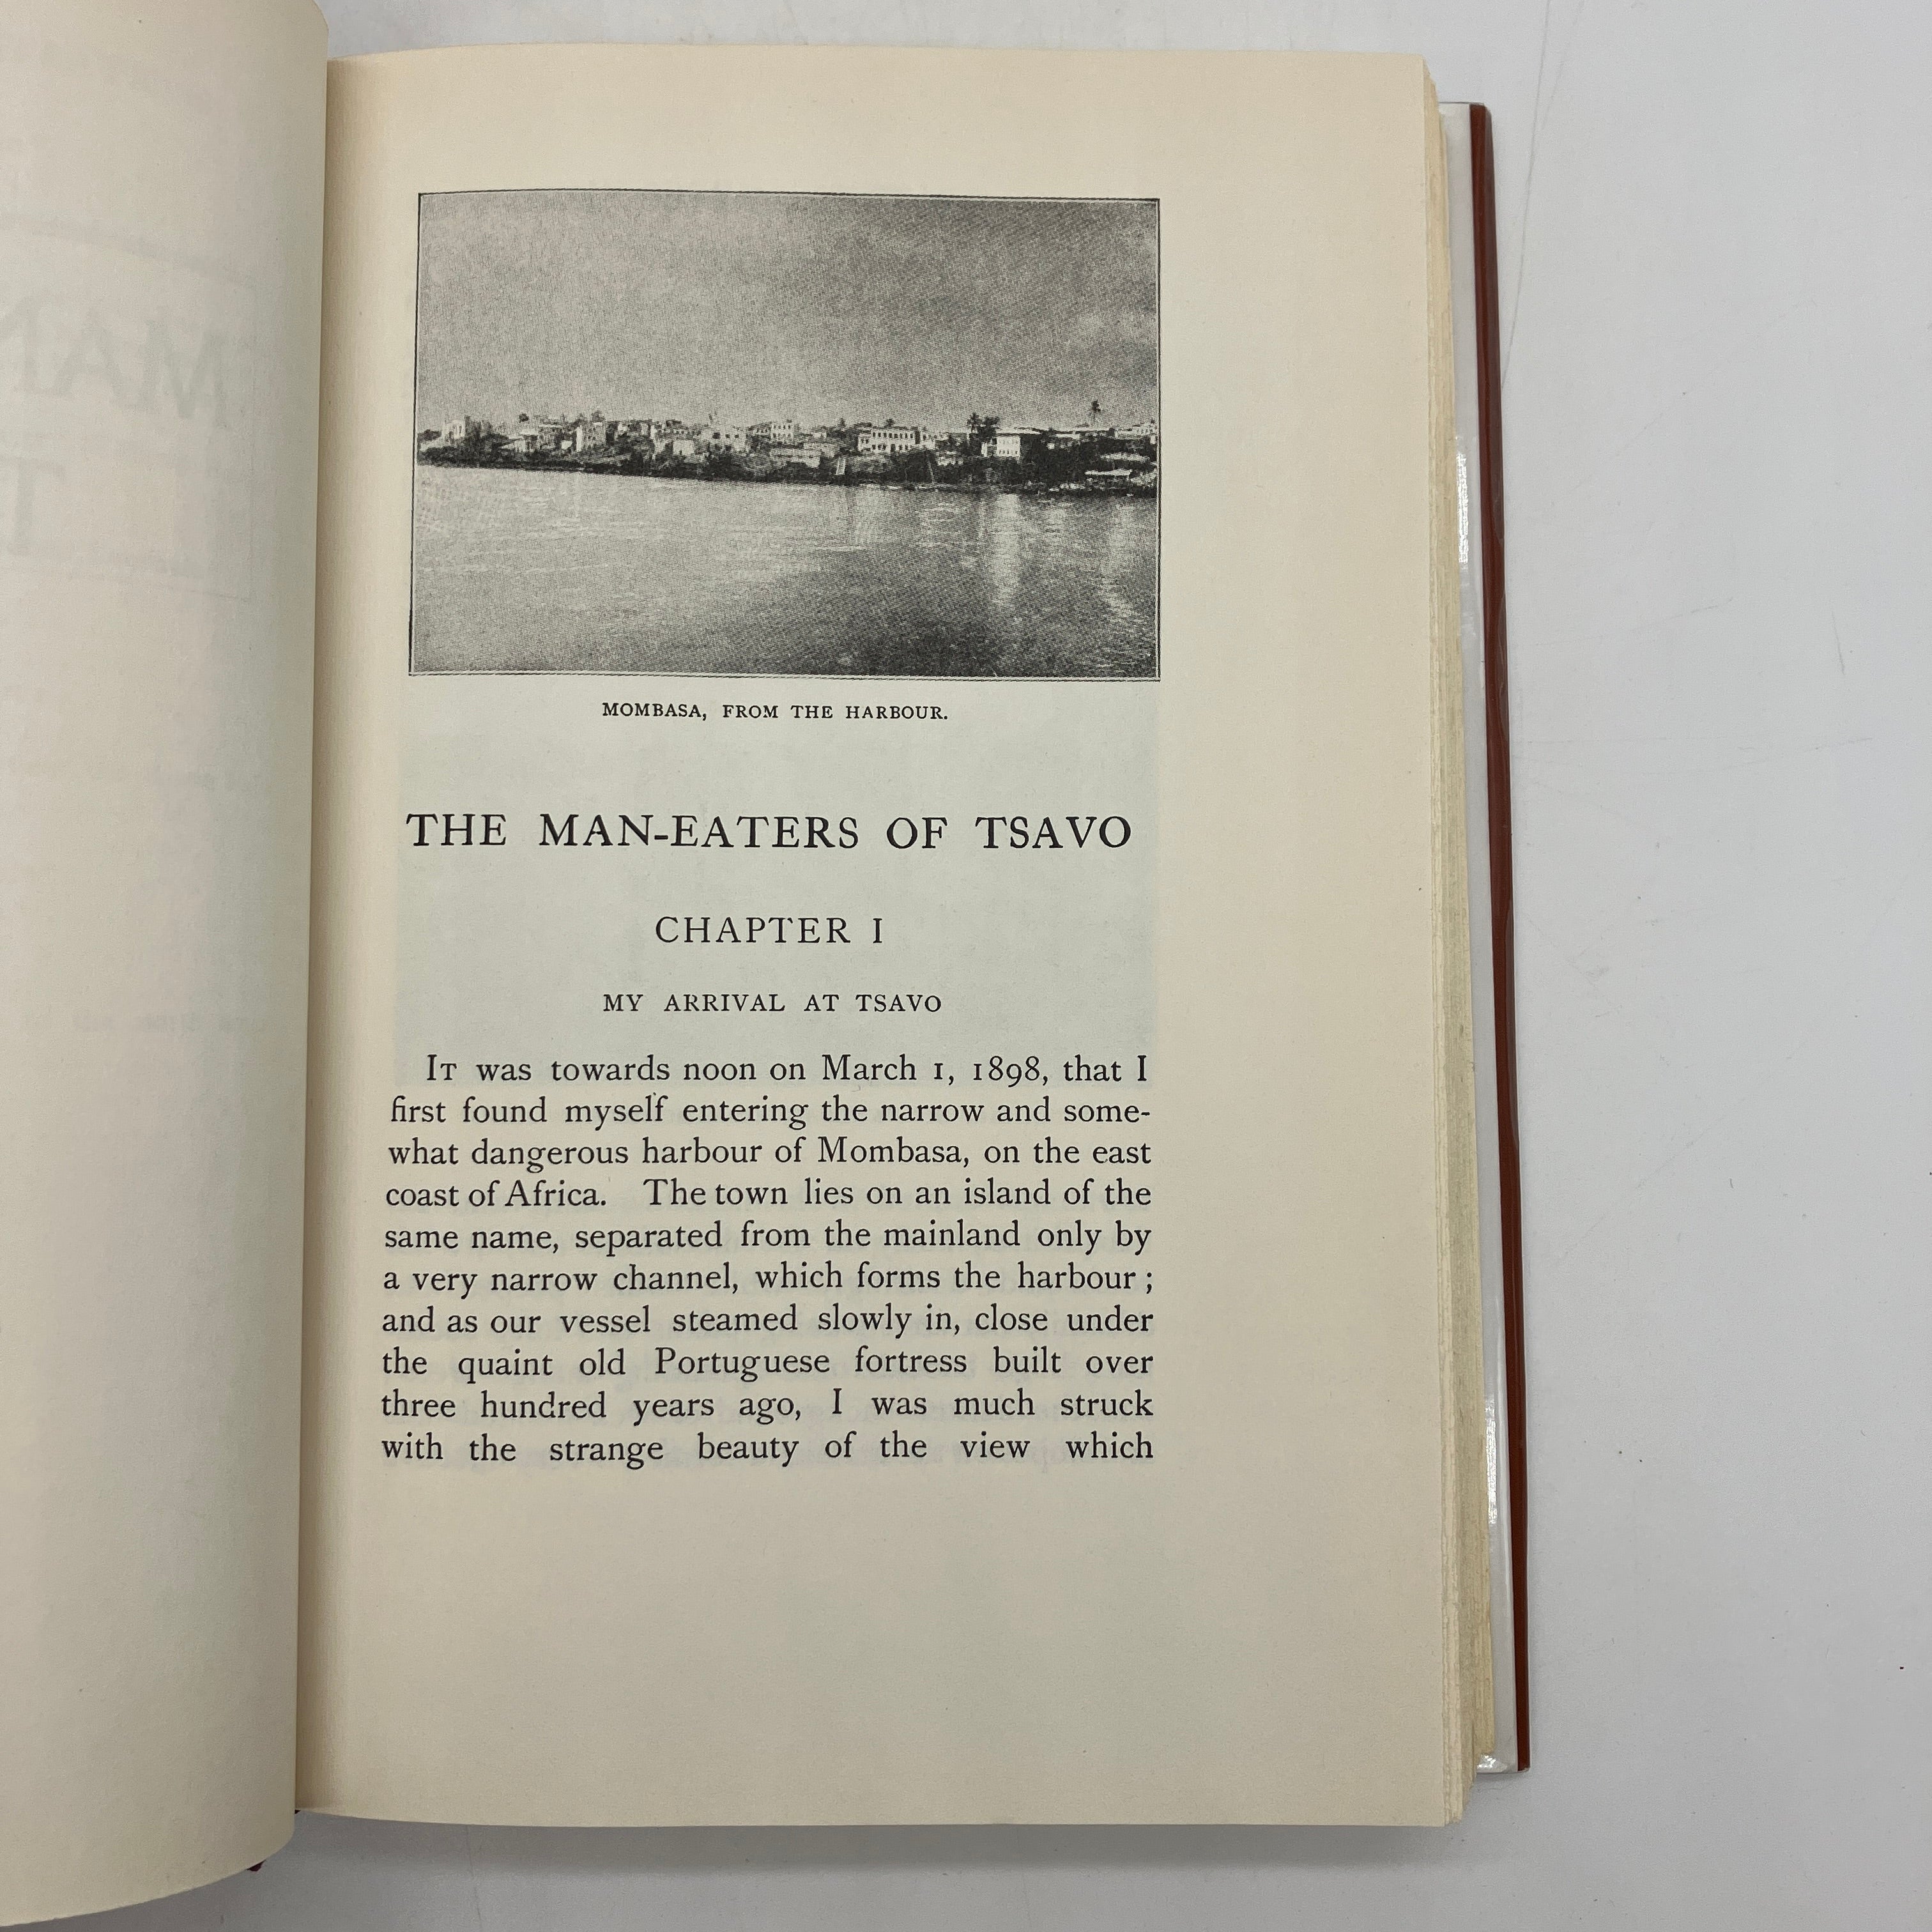 MOMBASA, FROM THE HARBOUR.
THE MAN-EATERS OF TSAVO
CHAPTER I
MY ARRIVAL AT TSAVO
IT was towards noon on March 1, 1898, that I
first found myself entering the narrow and some-
what dangerous harbour of Mombasa, on the east
coast of Africa. The town lies on an island of the
same name, separated from the mainland only by
a very narrow channel, which forms the harbour ;
and as our vessel steamed slowly in, close under
the quaint old Portuguese fortress built over
three hundred years ago, I was much struck
with the strange beauty of the view which